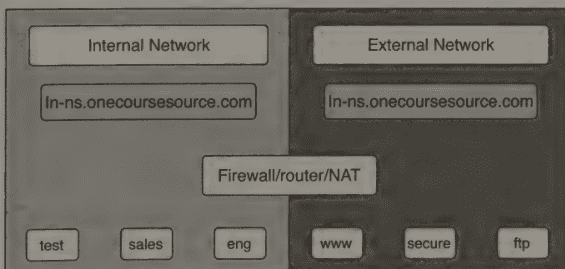 Internal Network
External Network
In-ns.onecoursesource.com
In-ns.onecoursesource.com
Firewall/router/NAT
test
sales
eng
www
secure
ftp